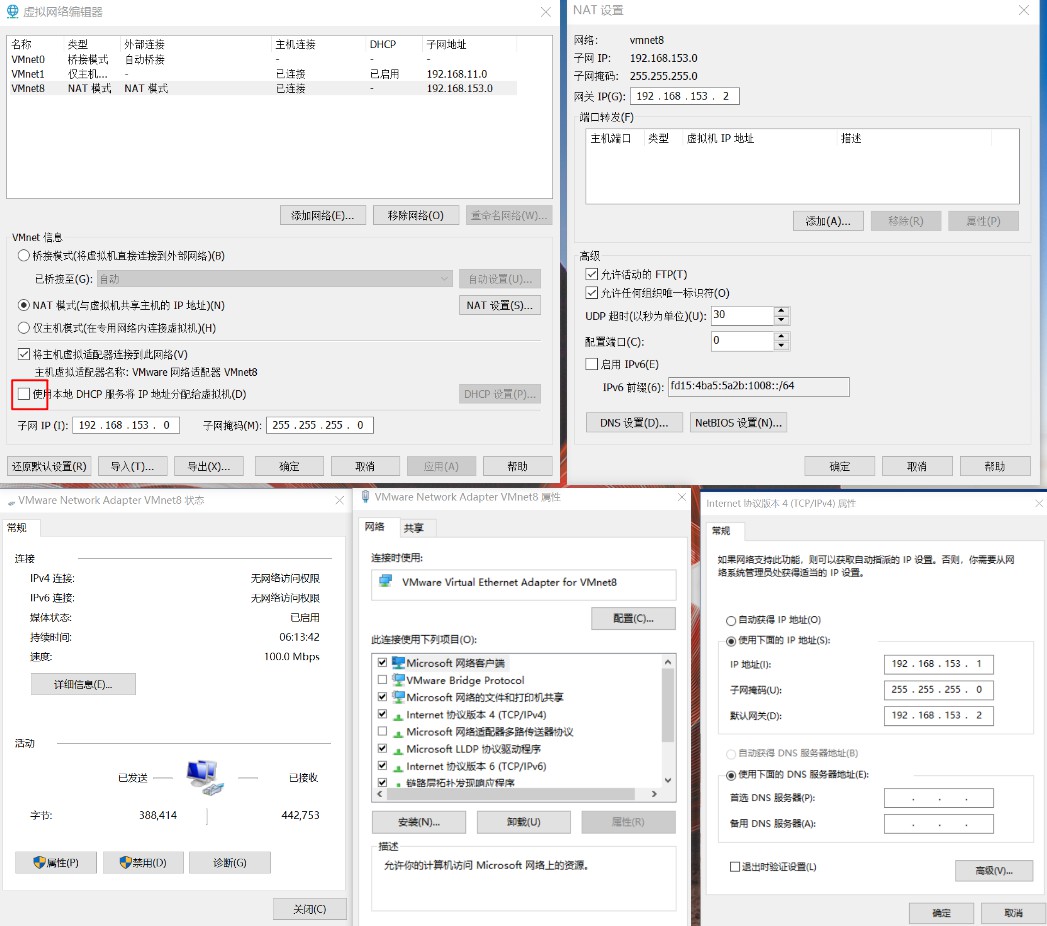 虚拟网络编辑器
名称 类型 外部连接 主机连接 DHCP 子网地址
VMnet0 桥接模式 自动桥接 - - -
VMnet1 仅主机... - 已连接 已启用 192.168.11.0
VMnet8 NAT 模式 NAT 模式 已连接 - 192.168.153.0
添加网络(E)... 移除网络(O) 重命名网络(W)...
VMnet 信息
桥接模式(将虚拟机直接连接到外部网络)(B)
已桥接至(G): 自动 自动设置(U)...
NAT 模式(与虚拟机共享主机的 IP 地址)(N) NAT 设置(S)...
仅主机模式(在专用网络内连接虚拟机)(H)
将主机虚拟适配器连接到此网络(V)
主机虚拟适配器名称: VMware 网络适配器 VMnet8
使用本地 DHCP 服务将 IP 地址分配给虚拟机(D) DHCP 设置(P)...
子网 IP (I): 192 . 168 . 153 . 0 子网掩码(M): 255 . 255 . 255 . 0
还原默认设置(R) 导入(T)... 导出(X)... 确定 取消 应用(A) 帮助
NAT 设置
网络: vmnet8
子网 IP: 192.168.153.0
子网掩码: 255.255.255.0
网关 IP(G): 192 . 168 . 153 . 2
端口转发(F)
主机端口 类型 虚拟机 IP 地址 描述
添加(A)... 移除(R) 属性(P)
高级
允许活动的 FTP(T)
允许任何组织唯一标识符(O)
UDP 超时(以秒为单位)(U): 30
配置端口(C): 0
启用 IPv6(E)
IPv6 前缀(6): fd15:4ba5:5a2b:1008::/64
DNS 设置(D)... NetBIOS 设置(N)...
确定 取消 帮助
VMware Network Adapter VMnet8 状态
常规
连接
IPv4 连接: 无网络访问权限
IPv6 连接: 无网络访问权限
媒体状态: 已启用
持续时间: 06:13:42
速度: 100.0 Mbps
详细信息(E)...
活动
已发送 已接收
字节: 388,414 442,753
属性(P) 禁用(D) 诊断(G)
关闭(C)
VMware Network Adapter VMnet8 属性
网络 共享
连接时使用:
VMware Virtual Ethernet Adapter for VMnet8
配置(C)...
此连接使用下列项目(O):
Microsoft 网络客户端
VMware Bridge Protocol
Microsoft 网络的文件和打印机共享
Internet 协议版本 4 (TCP/IPv4)
Microsoft 网络适配器多路传送器协议
Microsoft LLDP 协议驱动程序
Internet 协议版本 6 (TCP/IPv6)
链路层拓扑发现响应程序
安装(N)... 卸载(U) 属性(R)
描述
允许你的计算机访问 Microsoft 网络上的资源。
Internet 协议版本 4 (TCP/IPv4) 属性
常规
如果网络支持此功能，则可以获取自动指派的 IP 设置。否则，你需要从网
络系统管理员处获得适当的 IP 设置。
自动获得 IP 地址(O)
使用下面的 IP 地址(S):
IP 地址(I): 192 . 168 . 153 . 1
子网掩码(U): 255 . 255 . 255 . 0
默认网关(D): 192 . 168 . 153 . 2
自动获得 DNS 服务器地址(B)
使用下面的 DNS 服务器地址(E):
首选 DNS 服务器(P): . . .
备用 DNS 服务器(A): . . .
退出时验证设置(L) 高级(V)...
确定 取消